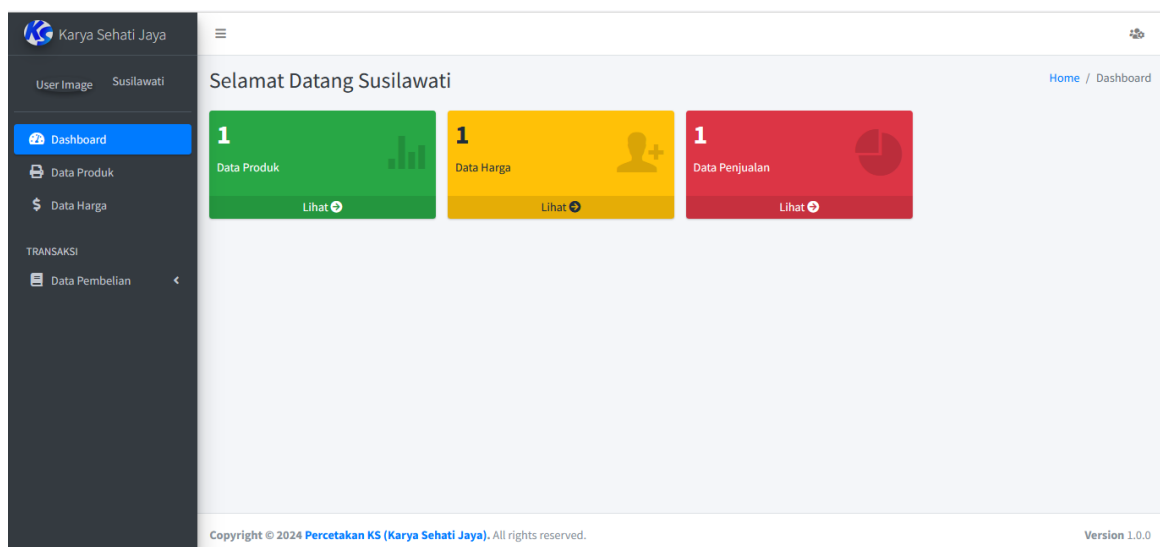 KS Karya Sehati Jaya
User Image Susilawati
Dashboard
Data Produk
Data Harga
TRANSAKSI
Data Pembelian
Selamat Datang Susilawati
Home / Dashboard
1
Data Produk
Lihat
1
Data Harga
Lihat
1
Data Penjualan
Lihat
Copyright © 2024 Percetakan KS (Karya Sehati Jaya). All rights reserved.
Version 1.0.0